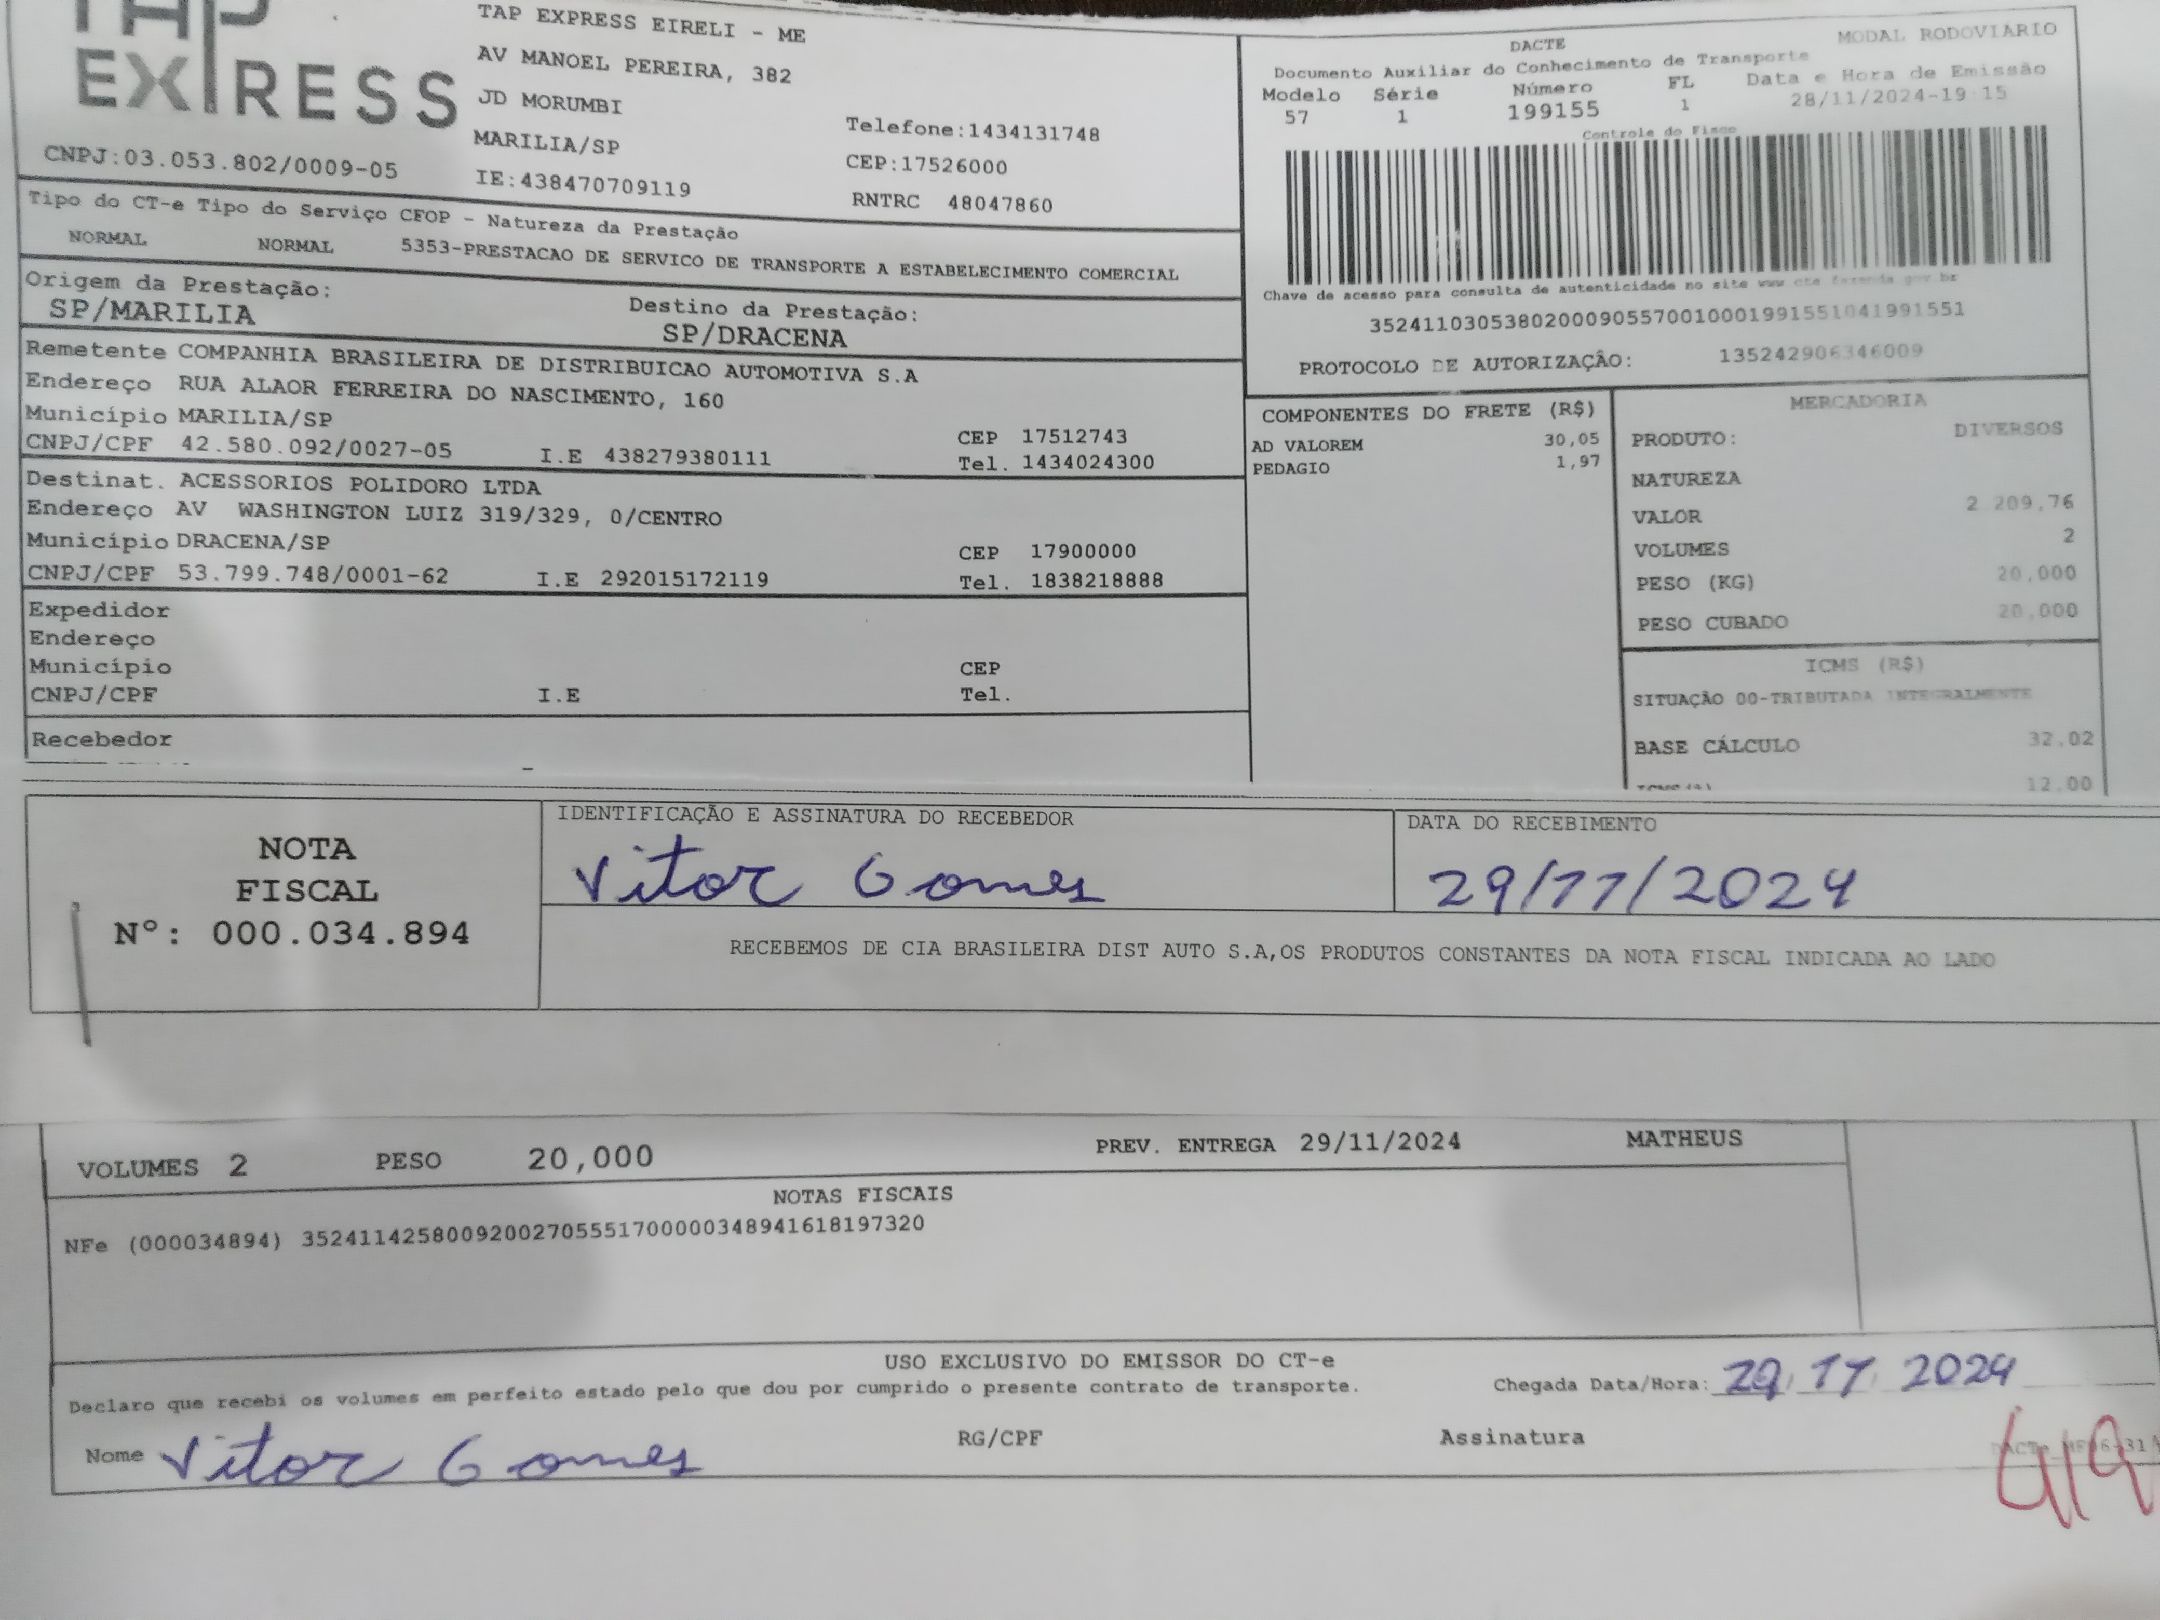 TAP
EXPRESS
CNPJ:03.053.802/0009-05
TAP EXPRESS EIRELI - ME
AV MANOEL PEREIRA, 382
JD MORUMBI
MARILIA/SP
IE:438470709119
Telefone:1434131748
CEP:17526000
RNTRC 48047860
DACTE
MODAL RODOVIARIO
Documento Auxiliar do Conhecimento de Transporte
Modelo Série Número FL Data e Hora de Emissão
57 1 199155 1 28/11/2024-19:15
Controle do Fisco
Chave de acesso para consulta de autenticidade no site www cte fazenda gov br
35241103053802000905570010001991551041991551
PROTOCOLO DE AUTORIZAÇÃO: 135242906346009
Tipo do CT-e Tipo do Serviço CFOP - Natureza da Prestação
NORMAL NORMAL 5353-PRESTACAO DE SERVICO DE TRANSPORTE A ESTABELECIMENTO COMERCIAL
Origem da Prestação: Destino da Prestação:
SP/MARILIA SP/DRACENA
Remetente COMPANHIA BRASILEIRA DE DISTRIBUICAO AUTOMOTIVA S.A
Endereço RUA ALAOR FERREIRA DO NASCIMENTO, 160
Município MARILIA/SP CEP 17512743
CNPJ/CPF 42.580.092/0027-05 I.E 438279380111 Tel. 1434024300
Destinat. ACESSORIOS POLIDORO LTDA
Endereço AV WASHINGTON LUIZ 319/329, 0/CENTRO
Município DRACENA/SP CEP 17900000
CNPJ/CPF 53.799.748/0001-62 I.E 292015172119 Tel. 1838218888
Expedidor
Endereço
Município CEP
CNPJ/CPF I.E Tel.
Recebedor
COMPONENTES DO FRETE (R$)
AD VALOREM 30,05
PEDAGIO 1,97
MERCADORIA
PRODUTO: DIVERSOS
NATUREZA
VALOR 2 209,76
VOLUMES 2
PESO (KG) 20,000
PESO CUBADO 20,000
ICMS (R$)
SITUAÇÃO 00-TRIBUTADA INTEGRALMENTE
BASE CÁLCULO 32,02
12,00
NOTA
FISCAL
Nº: 000.034.894
IDENTIFICAÇÃO E ASSINATURA DO RECEBEDOR
Vitor Gomes
DATA DO RECEBIMENTO
29/11/2024
RECEBEMOS DE CIA BRASILEIRA DIST AUTO S.A,OS PRODUTOS CONSTANTES DA NOTA FISCAL INDICADA AO LADO
VOLUMES 2 PESO 20,000 PREV. ENTREGA 29/11/2024 MATHEUS
NOTAS FISCAIS
NFe (000034894) 35241142580092002705551700000348941618197320
USO EXCLUSIVO DO EMISSOR DO CT-e
Declaro que recebi os volumes em perfeito estado pelo que dou por cumprido o presente contrato de transporte.
Chegada Data/Hora: 29/11 2024
Nome Vitor Gomes RG/CPF Assinatura